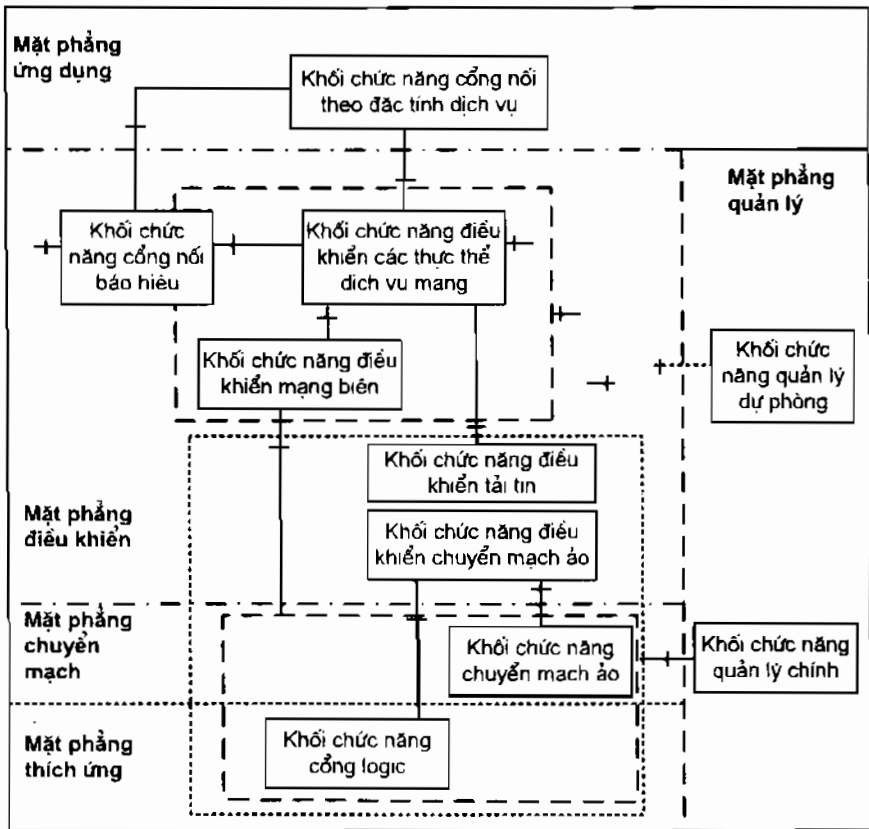 Mặt phẳng
ứng dụng
Khối chức năng cổng nối
theo đặc tính dịch vụ
Mặt phẳng
quản lý
Khối chức
năng cổng nối
báo hiêu
Khối chức năng điều
khiển các thực thể
dich vu mang
Khối chức năng điều
khiển mạng biên
Khối chức
năng quản lý
dự phòng
Khối chức năng điều
khiển tải tin
Mặt phẳng
điều khiển
Khối chức năng điều
khiển chuyển mạch ảo
Mặt phẳng
chuyển
mạch
Khối chức năng
chuyển mạch ảo
Khối chức năng
quản lý chính
Mặt phẳng
thích ứng
Khối chức năng
cổng logic